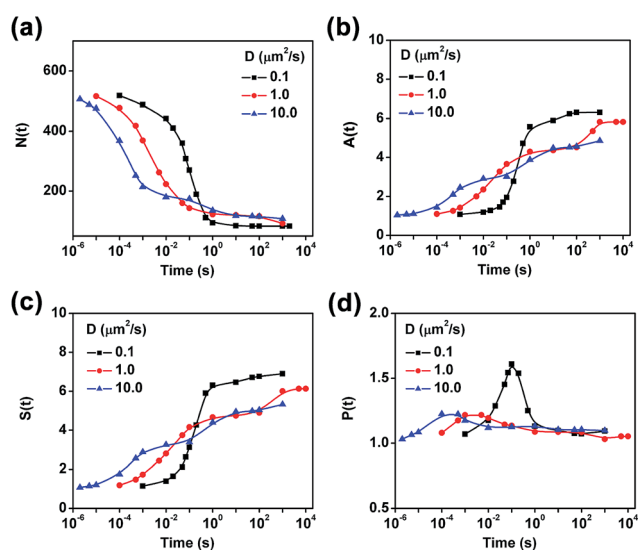 (a)
D (μm²/s)
0.1
1.0
10.0
N(t)
600
400
200
10⁻⁶ 10⁻⁴ 10⁻² 10⁰ 10² 10⁴
Time (s)
(b)
D (μm²/s)
0.1
1.0
10.0
A(t)
10
8
6
4
2
0
10⁻⁶ 10⁻⁴ 10⁻² 10⁰ 10² 10⁴
Time (s)
(c)
D (μm²/s)
0.1
1.0
10.0
S(t)
10
8
6
4
2
0
10⁻⁶ 10⁻⁴ 10⁻² 10⁰ 10² 10⁴
Time (s)
(d)
D (μm²/s)
0.1
1.0
10.0
P(t)
2.0
1.5
1.0
0.5
10⁻⁶ 10⁻⁴ 10⁻² 10⁰ 10² 10⁴
Time (s)